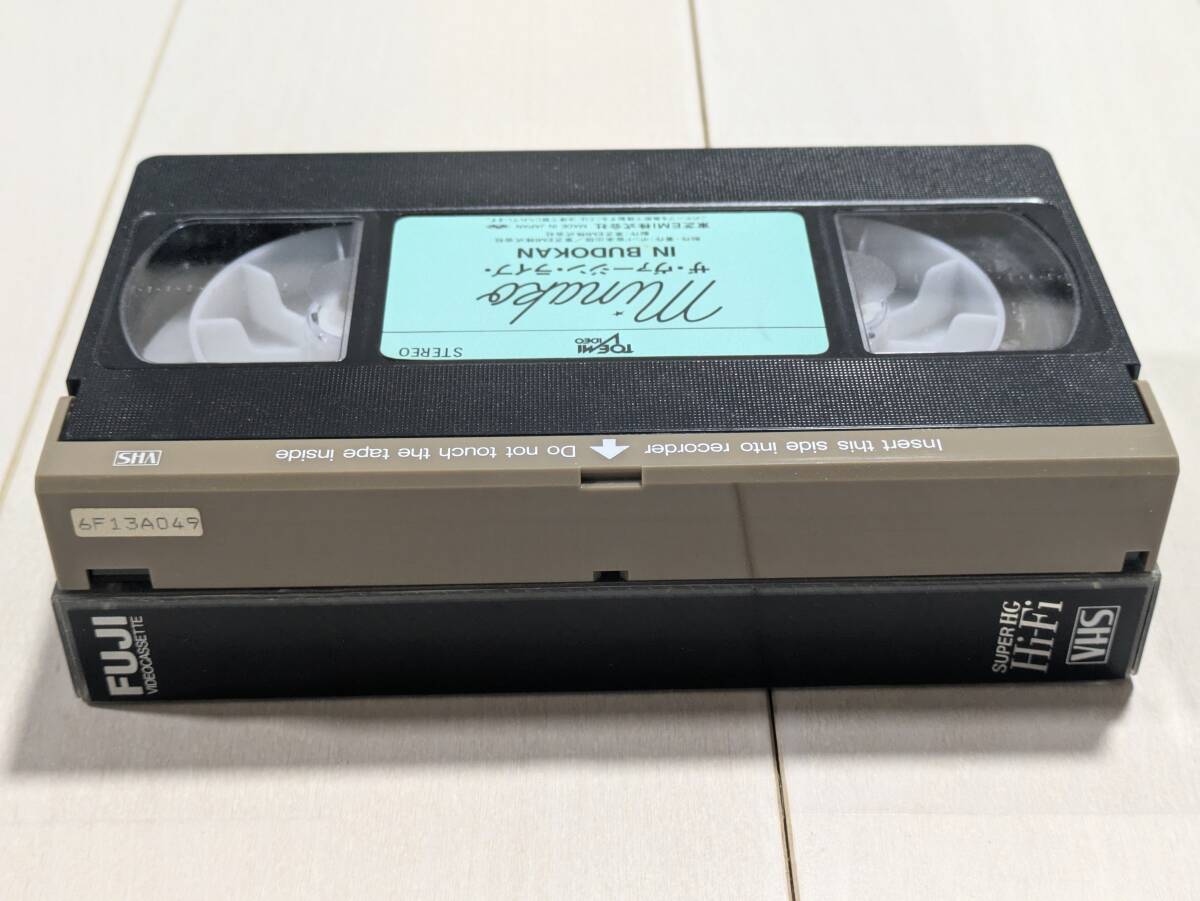 STEREO
TOEMI
VIDEO
Minako
ザ・ヴァージン・ライブ・
IN BUDOKAN
東芝EMI株式会社 MADE IN JAPAN
Insert this side into recorder Do not touch the tape inside
VHS
6F13A049
FUJI
VIDEOCASSETTE
SUPER HG
Hi-Fi
VHS